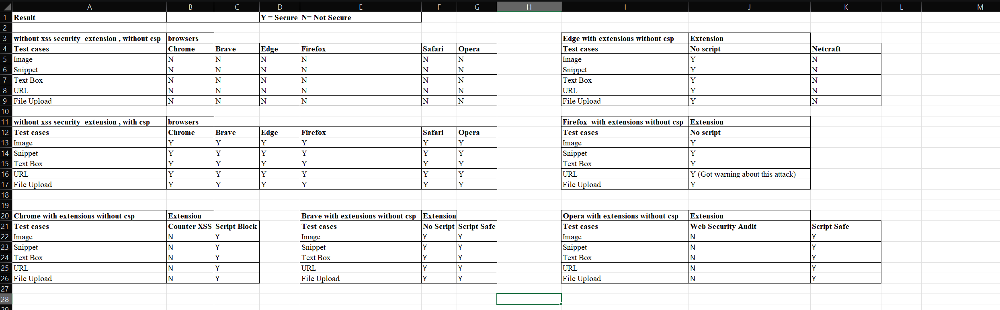 A B C D E F G H I J K L M
1 Result Y = Secure N= Not Secure
2
3 without xss security extension , without csp browsers Edge with extensions without csp Extension
4 Test cases Chrome Brave Edge Firefox Safari Opera Test cases No script Netcraft
5 Image N N N N N N Image Y N
6 Snippet N N N N N N Snippet Y N
7 Text Box N N N N N N Text Box Y N
8 URL N N N N N N URL Y N
9 File Upload N N N N N N File Upload Y N
10
11 without xss security extension , with csp browsers Firefox with extensions without csp Extension
12 Test cases Chrome Brave Edge Firefox Safari Opera Test cases No script
13 Image Y Y Y Y Y Y Image Y
14 Snippet Y Y Y Y Y Y Snippet Y
15 Text Box Y Y Y Y Y Y Text Box Y
16 URL Y Y Y Y Y Y URL Y (Got warning about this attack)
17 File Upload Y Y Y Y Y Y File Upload Y
18
19
20 Chrome with extensions without csp Extension Brave with extensions without csp Extension Opera with extensions without csp Extension
21 Test cases Counter XSS Script Block Test cases No Script Script Safe Test cases Web Security Audit Script Safe
22 Image N Y Image Y Y Image N Y
23 Snippet N Y Snippet Y Y Snippet N Y
24 Text Box N Y Text Box Y Y Text Box N Y
25 URL N Y URL Y Y URL N Y
26 File Upload N Y File Upload Y Y File Upload N Y
27
28
29